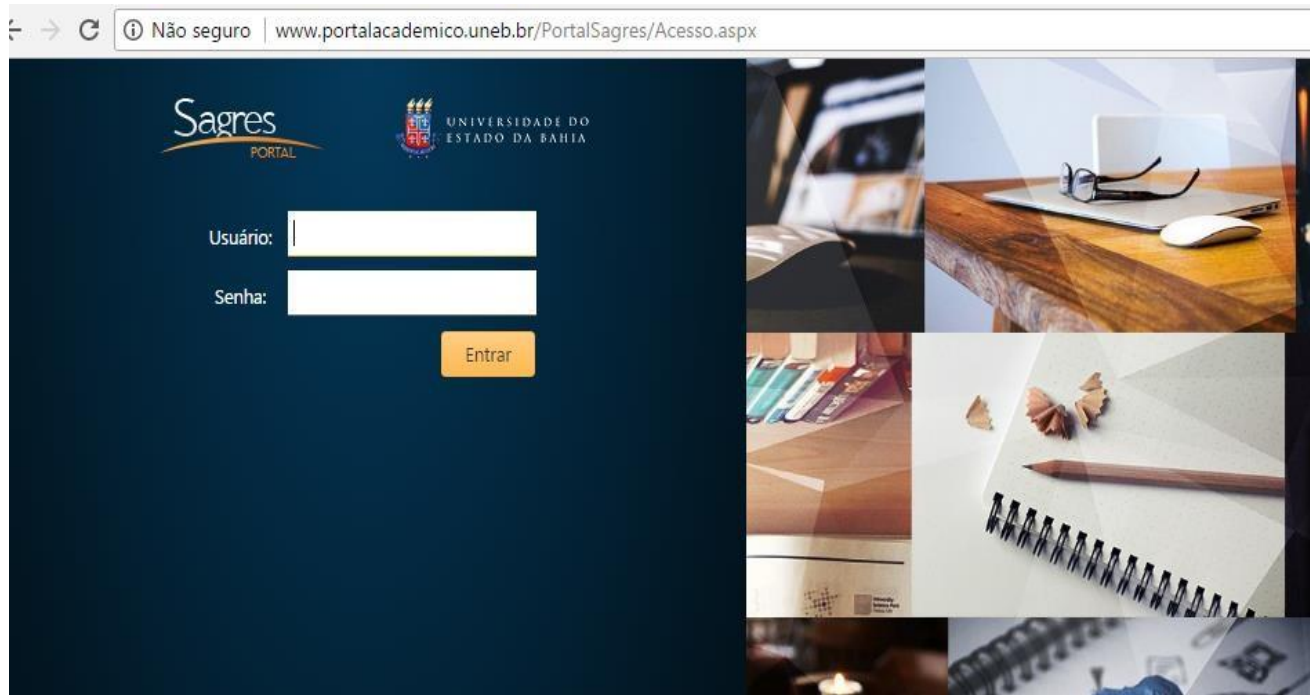 Não seguro | www.portalacademico.uneb.br/PortalSagres/Acesso.aspx
Sagres
PORTAL
UNIVERSIDADE DO
ESTADO DA BAHIA
Usuário:
Senha:
Entrar